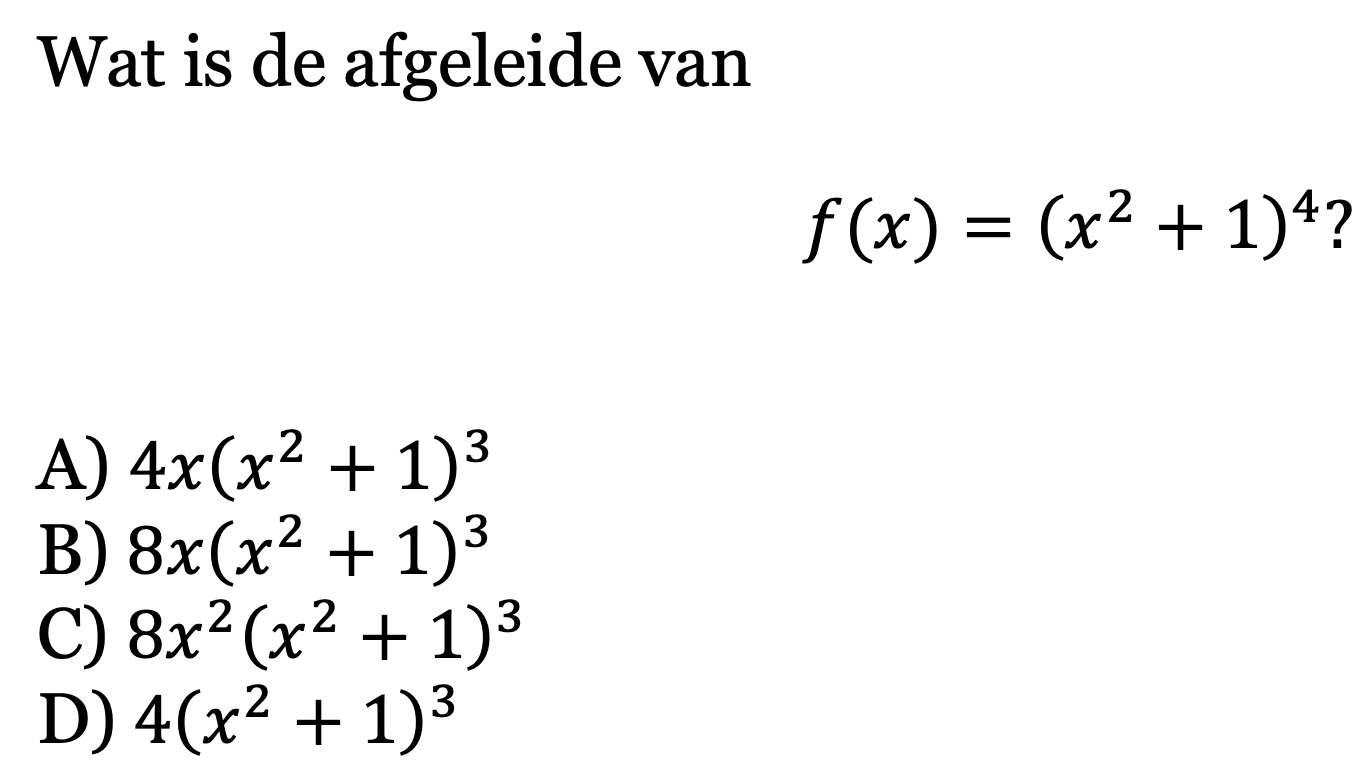 Wat is de afgeleide van
f(x) = (x² + 1)⁴?
A) 4x(x² + 1)³
B) 8x(x² + 1)³
C) 8x²(x² + 1)³
D) 4(x² + 1)³